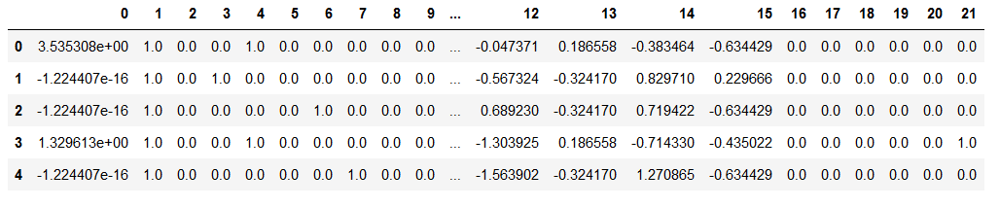 0 1 2 3 4 5 6 7 8 9 ... 12 13 14 15 16 17 18 19 20 21
0 3.535308e+00 1.0 0.0 0.0 1.0 0.0 0.0 0.0 0.0 0.0 ... -0.047371 0.186558 -0.383464 -0.634429 0.0 0.0 0.0 0.0 0.0 0.0
1 -1.224407e-16 1.0 0.0 1.0 0.0 0.0 0.0 0.0 0.0 0.0 ... -0.567324 -0.324170 0.829710 0.229666 0.0 0.0 0.0 0.0 0.0 0.0
2 -1.224407e-16 1.0 0.0 0.0 0.0 0.0 1.0 0.0 0.0 0.0 ... 0.689230 -0.324170 0.719422 -0.634429 0.0 0.0 0.0 0.0 0.0 0.0
3 1.329613e+00 1.0 0.0 0.0 1.0 0.0 0.0 0.0 0.0 0.0 ... -1.303925 0.186558 -0.714330 -0.435022 0.0 0.0 0.0 0.0 0.0 1.0
4 -1.224407e-16 1.0 0.0 0.0 0.0 0.0 0.0 1.0 0.0 0.0 ... -1.563902 -0.324170 1.270865 -0.634429 0.0 0.0 0.0 0.0 0.0 0.0